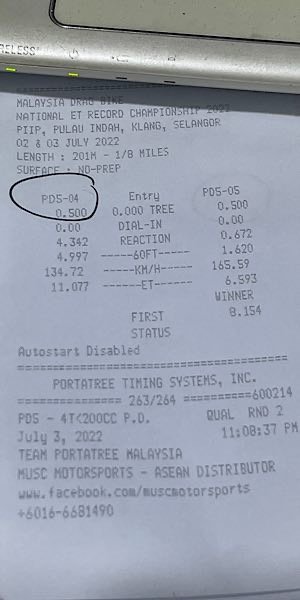 RELESS
MALAYSIA DRAG BIKE
NATIONAL ET RECORD CHAMPIONSHIP 2022
PIIP, PULAU INDAH, KLANG, SELANGOR
02 & 03 JULY 2022
LENGTH : 201M - 1/8 MILES
SURFACE : NO-PREP
PD5-04 Entry PD5-05
0.500 0.000 TREE 0.500
0.00 DIAL-IN 0.00
4.342 REACTION 0.672
4.997 -----60FT----- 1.620
134.72 -----KM/H----- 165.59
11.077 ------ET------ 6.593
WINNER
FIRST 8.154
STATUS
Autostart Disabled
========================================
PORTATREE TIMING SYSTEMS, INC.
=============== 263/264 ==========600214
PD5 - 4T<200CC P.O. QUAL RND 2
July 3, 2022 11:08:37 PM
TEAM PORTATREE MALAYSIA
MUSC MOTORSPORTS - ASEAN DISTRIBUTOR
www.facebook.com/muscmotorsports
+6016-6681490